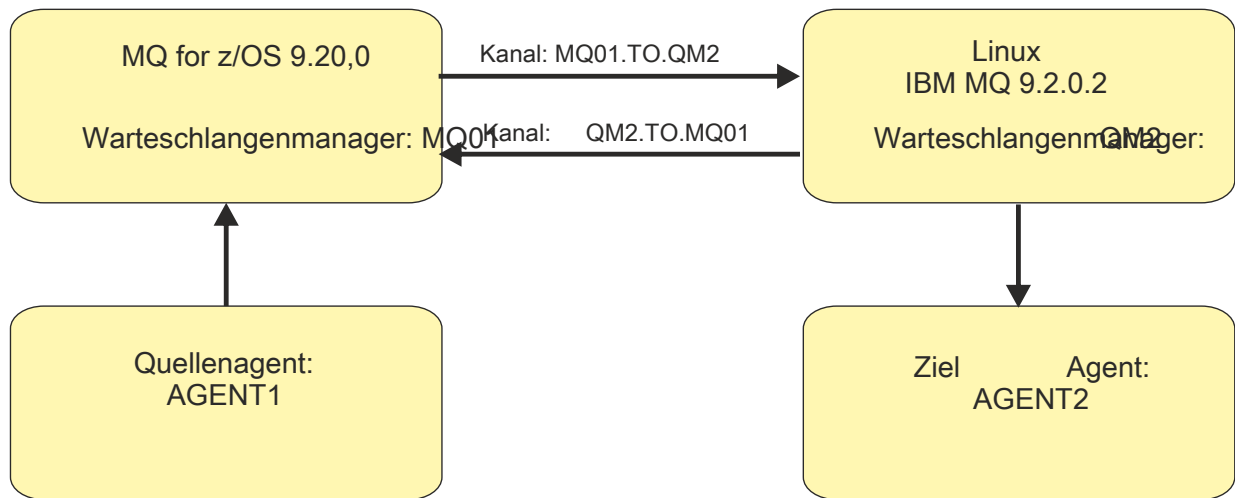 MQ for z/OS 9.20,0
Warteschlangenmanager: MQ01
Kanal: MQ01.TO.QM2
Kanal: QM2.TO.MQ01
Linux
IBM MQ 9.2.0.2
Warteschlangenmanager: QM2
Quellenagent:
AGENT1
Ziel Agent:
AGENT2